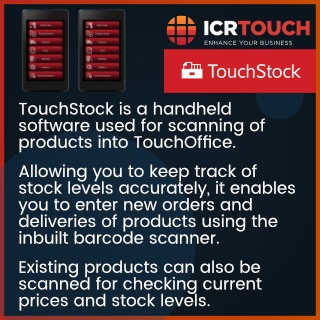 ICRTOUCH
ENHANCE YOUR BUSINESS
TouchStock
TouchStock is a handheld
software used for scanning of
products into TouchOffice.
Allowing you to keep track of
stock levels accurately, it enables
you to enter new orders and
deliveries of products using the
inbuilt barcode scanner.
Existing products can also be
scanned for checking current
prices and stock levels.